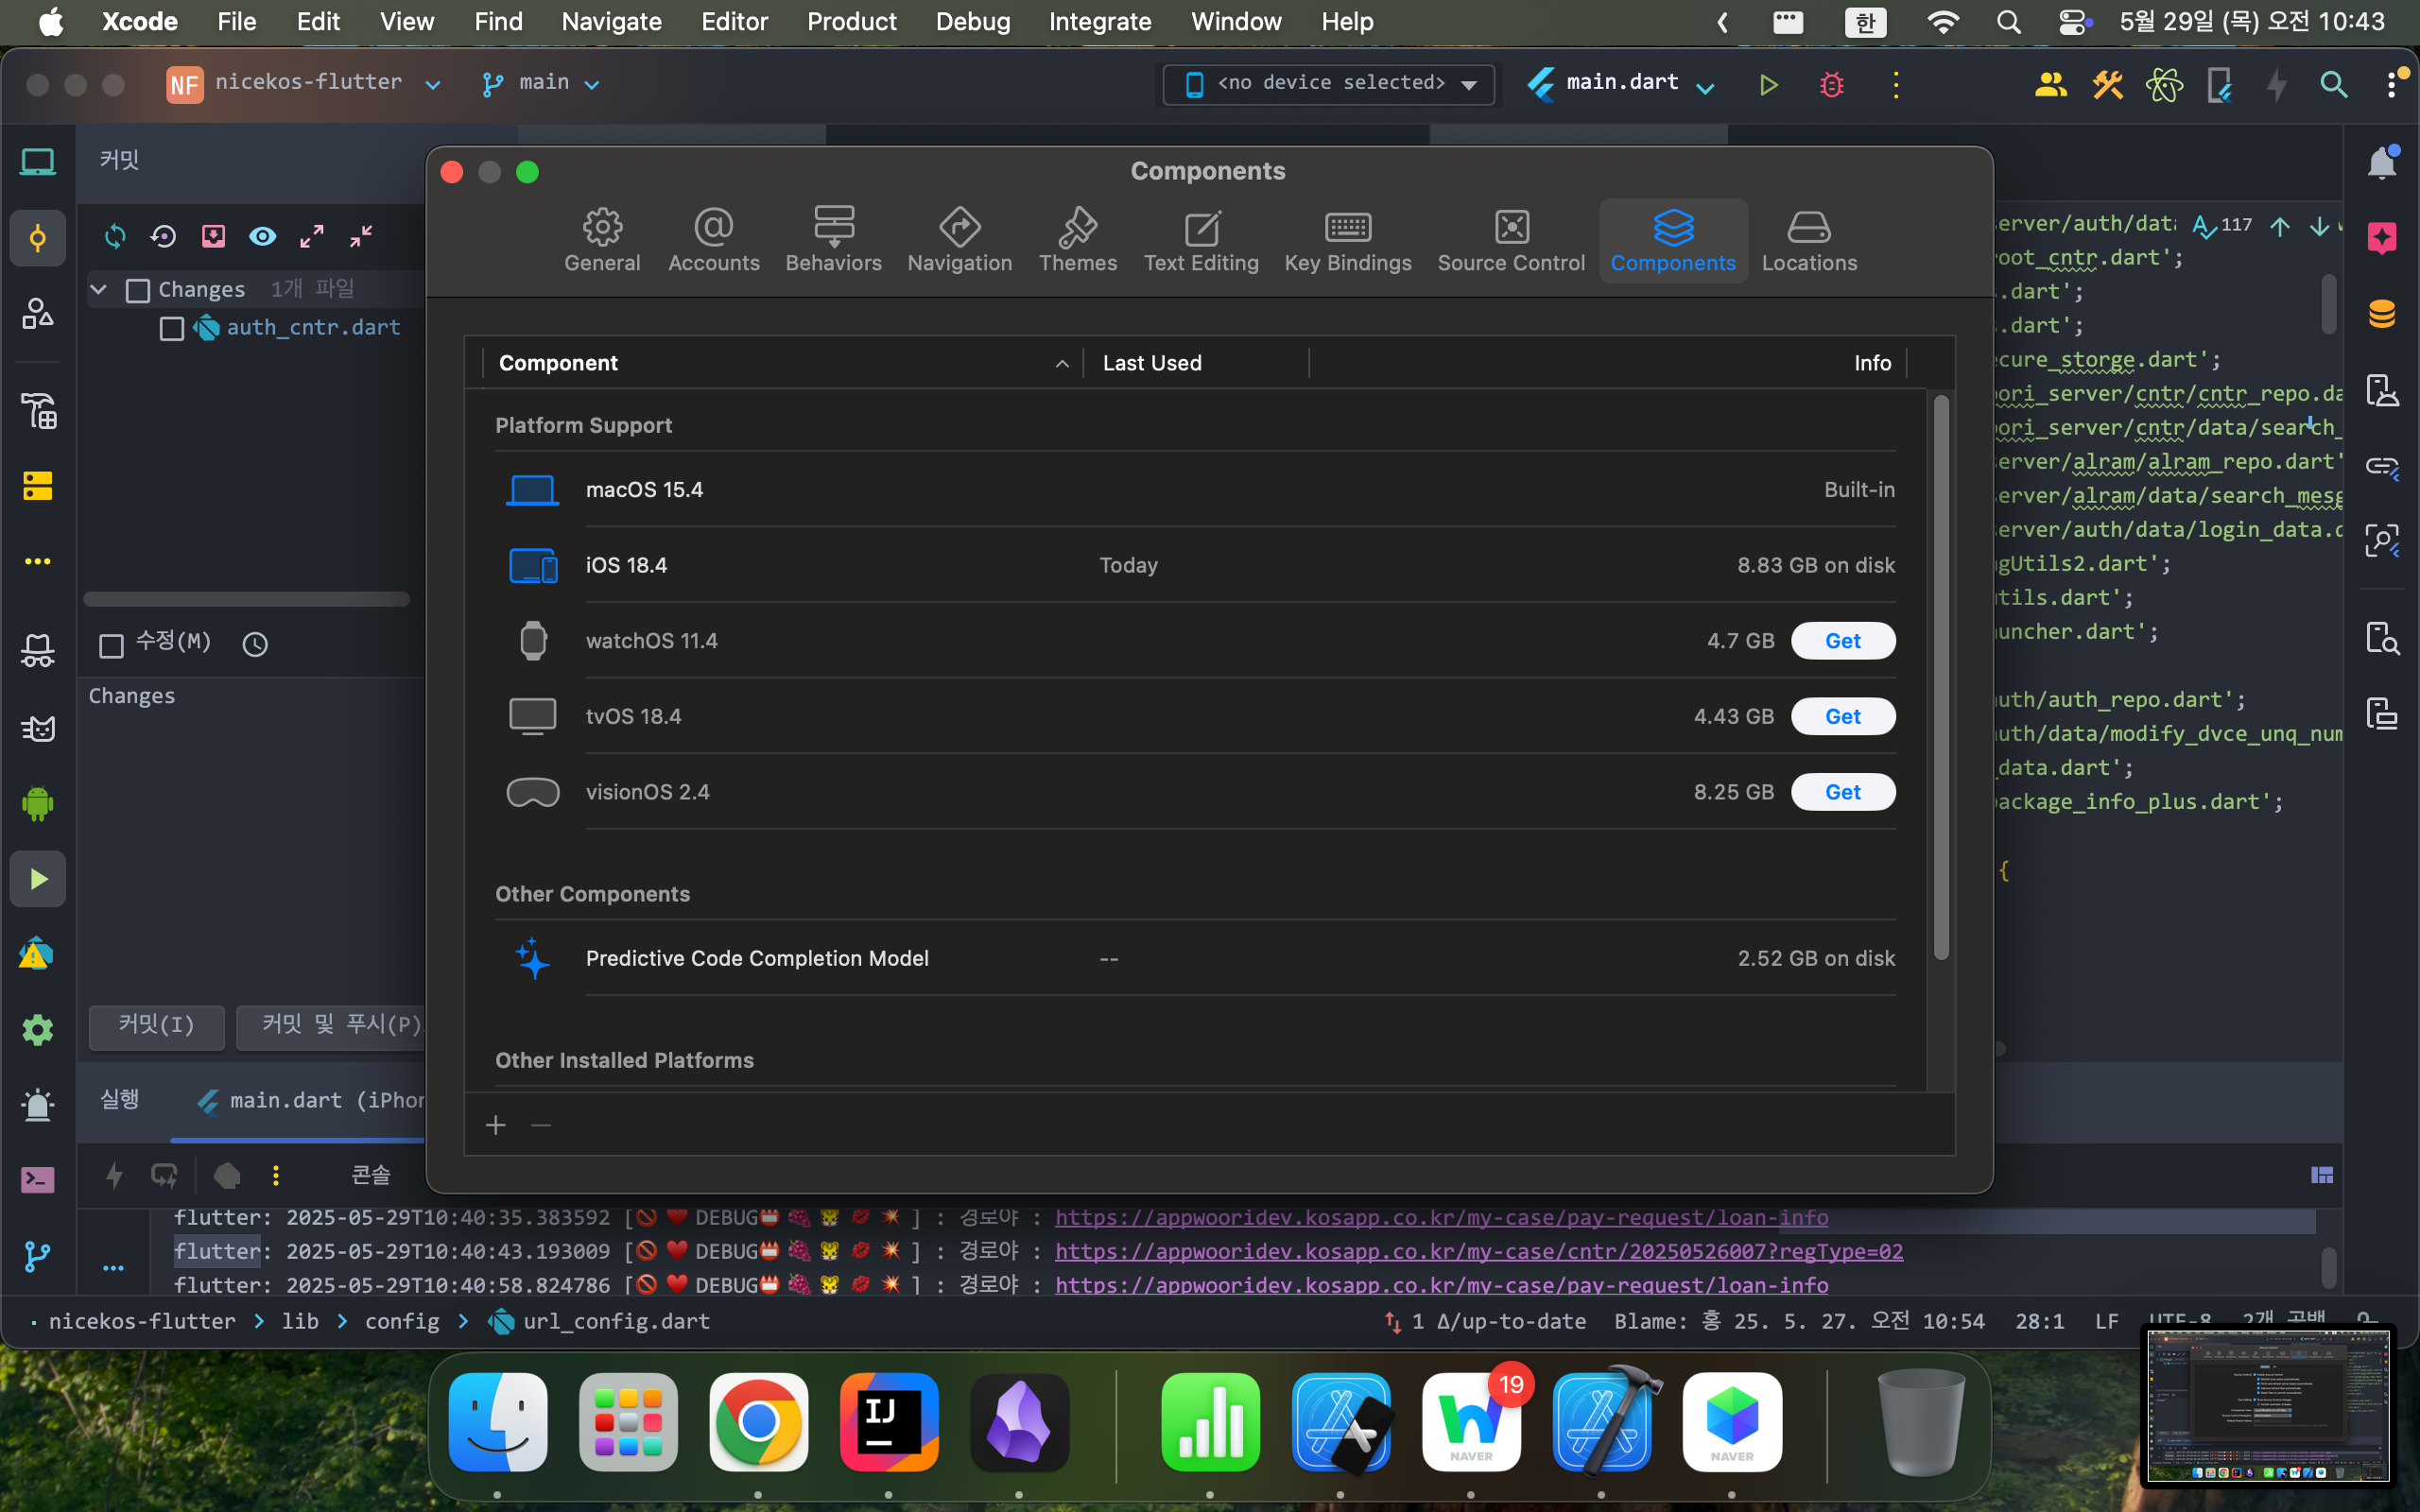 Xcode File Edit View Find Navigate Editor Product Debug Integrate Window Help 한 5월 29일 (목) 오전 10:43
NF nicekos-flutter main <no device selected> main.dart
커밋
Components
General Accounts Behaviors Navigation Themes Text Editing Key Bindings Source Control Components Locations
Changes 1개 파일
auth_cntr.dart
수정(M)
Changes
커밋(I) 커밋 및 푸시(P)
Component Last Used Info
Platform Support
macOS 15.4 Built-in
iOS 18.4 Today 8.83 GB on disk
watchOS 11.4 4.7 GB Get
tvOS 18.4 4.43 GB Get
visionOS 2.4 8.25 GB Get
Other Components
Predictive Code Completion Model -- 2.52 GB on disk
Other Installed Platforms
+ −
erver/auth/dat 117
oot_cntr.dart';
.dart';
.dart';
cure_storge.dart';
ori_server/cntr/cntr_repo.da
ori_server/cntr/data/search_
erver/alram/alram_repo.dart'
erver/alram/data/search_mesg
erver/auth/data/login_data.d
gUtils2.dart';
tils.dart';
uncher.dart';
uth/auth_repo.dart';
uth/data/modify_dvce_unq_num
_data.dart';
ackage_info_plus.dart';
{
실행 main.dart (iPhon
콘솔
flutter: 2025-05-29T10:40:35.383592 [🚫 ❤️ DEBUG📛 🍇 🐯 💋 💥 ] : 경로야 : https://appwooridev.kosapp.co.kr/my-case/pay-request/loan-info
flutter: 2025-05-29T10:40:43.193009 [🚫 ❤️ DEBUG📛 🍇 🐯 💋 💥 ] : 경로야 : https://appwooridev.kosapp.co.kr/my-case/cntr/20250526007?regType=02
flutter: 2025-05-29T10:40:58.824786 [🚫 ❤️ DEBUG📛 🍇 🐯 💋 💥 ] : 경로야 : https://appwooridev.kosapp.co.kr/my-case/pay-request/loan-info
nicekos-flutter > lib > config > url_config.dart 1 Δ/up-to-date Blame: 홍 25. 5. 27. 오전 10:54 28:1 LF UTF-8 2개 공백
IJ
19
NAVER
NAVER